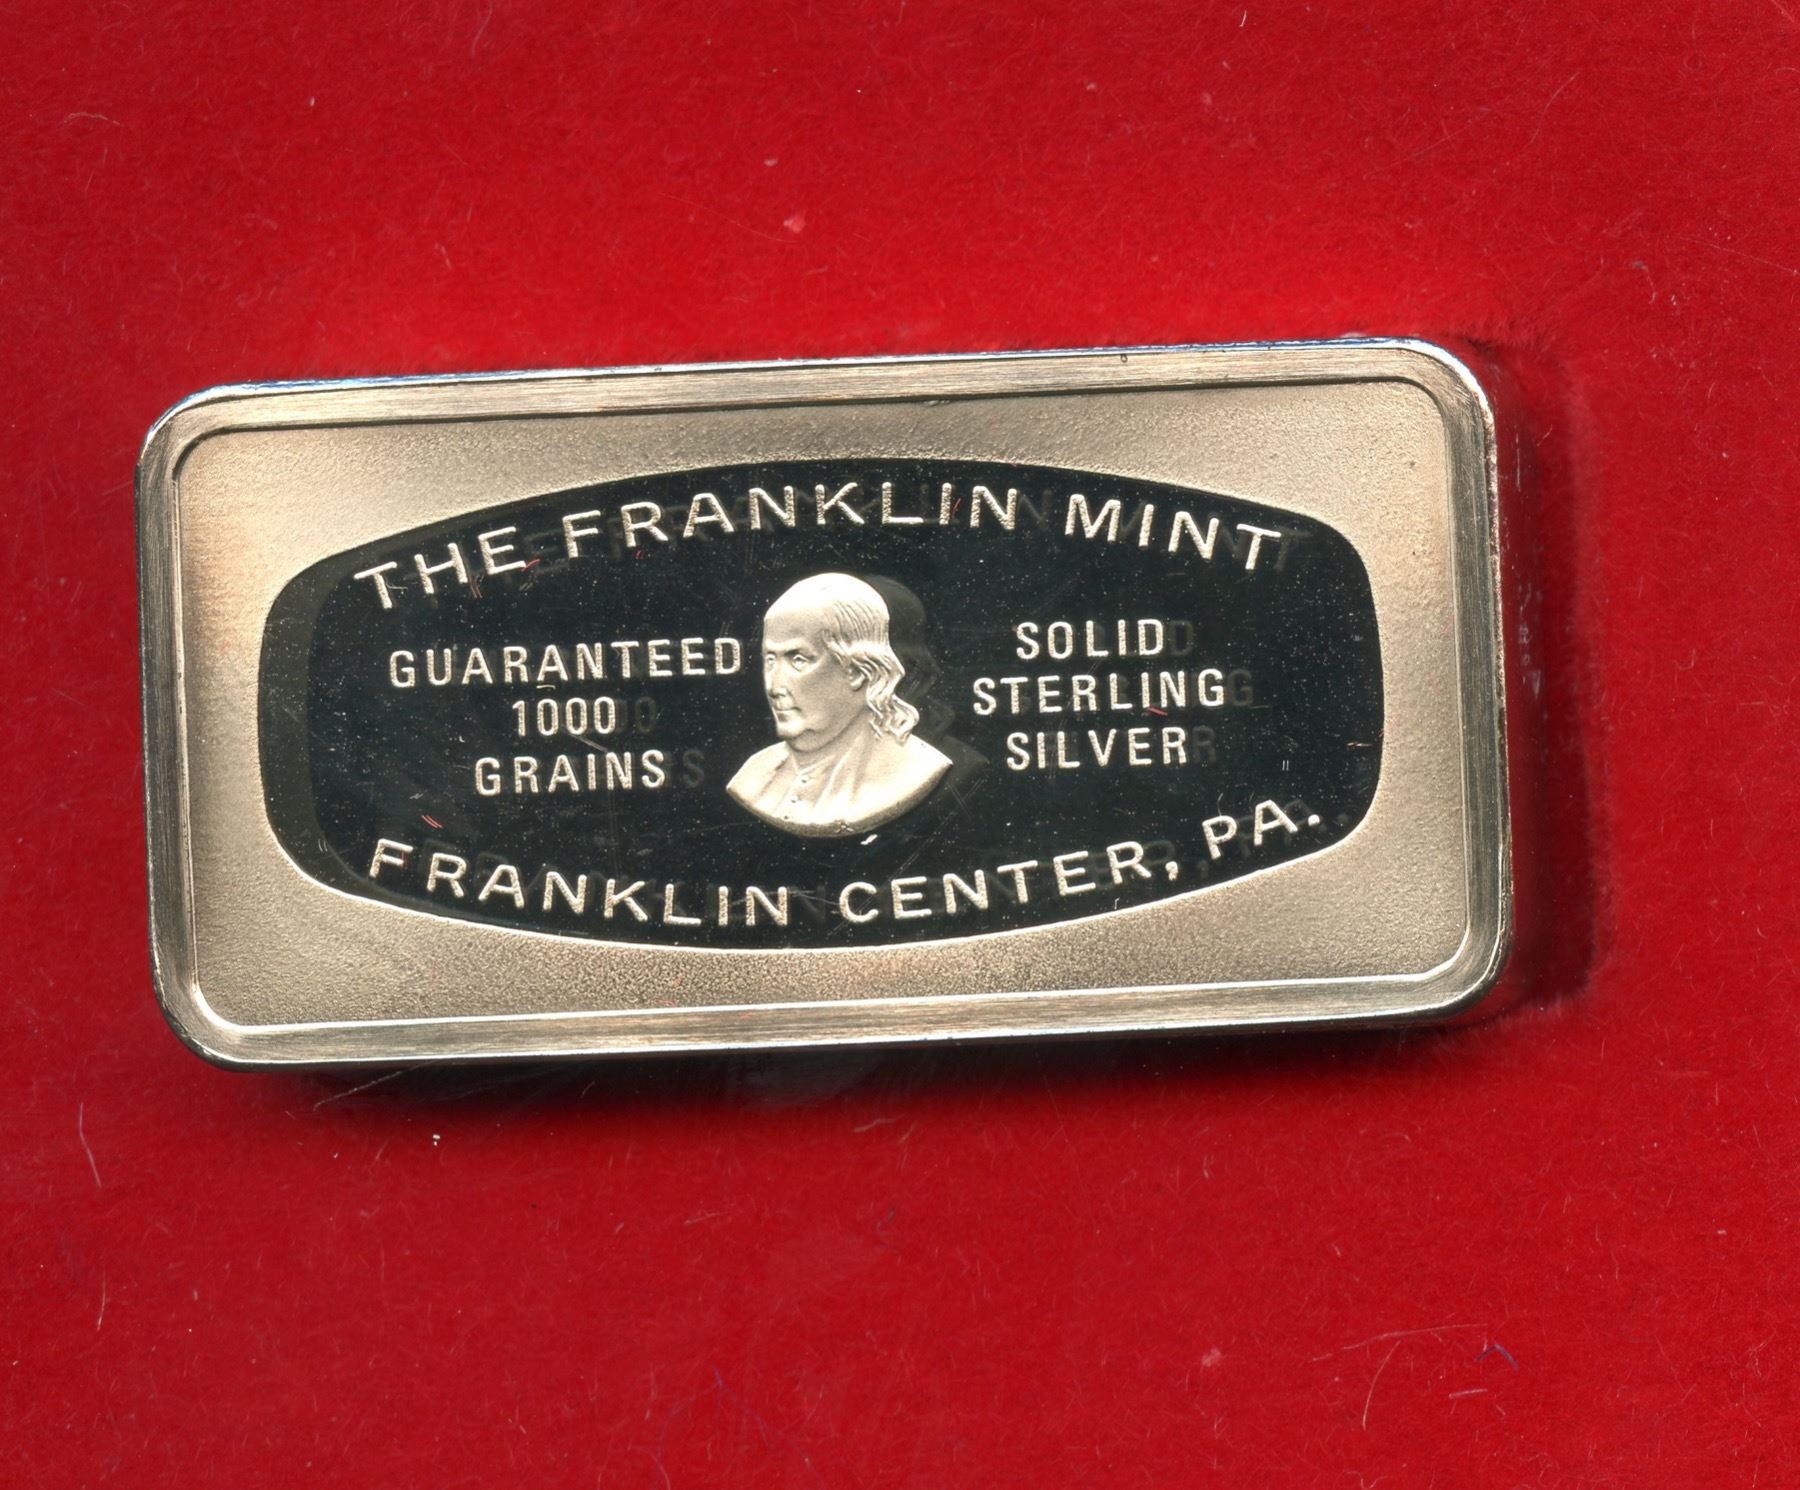 THE FRANKLIN MINT
GUARANTEED
1000
GRAINS
SOLID
STERLING
SILVER
FRANKLIN CENTER, PA.